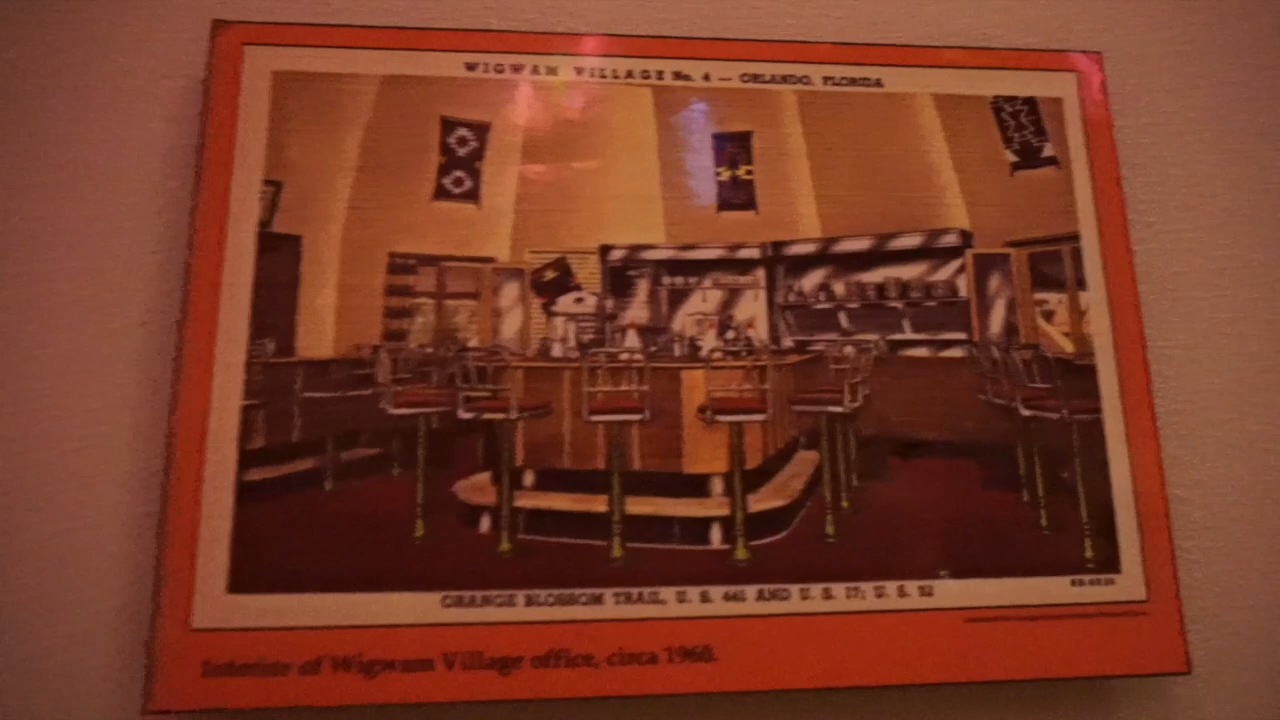 WIGWAM VILLAGE No. 4 — ORLANDO, FLORIDA
ORANGE BLOSSOM TRAIL, U. S. 441 AND U. S. 17; U. S. 92
Interior of Wigwam Village office, circa 1960.